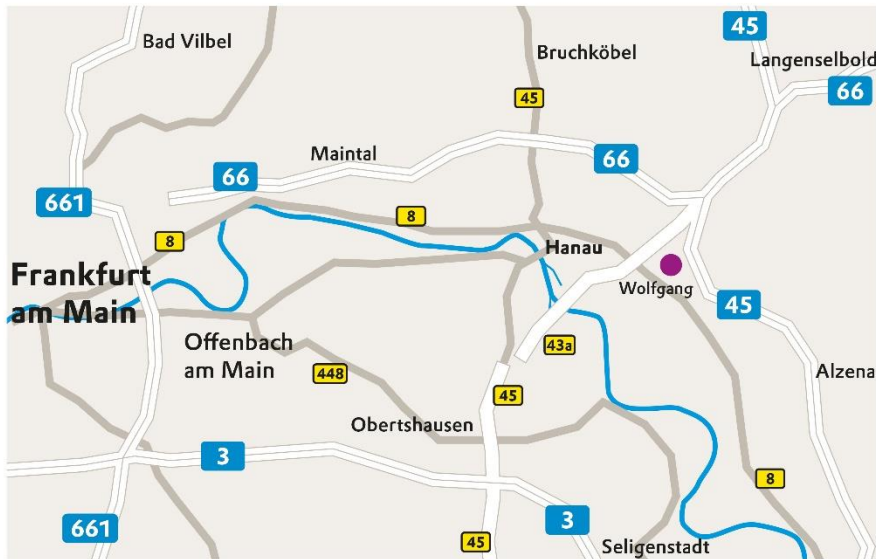 45
Bad Vilbel
Bruchköbel
Langenselbold
66
45
Maintal
66
66
661
8
8
Hanau
Frankfurt
am Main
Wolfgang
45
Offenbach
am Main
43a
448
Alzena
45
Obertshausen
3
8
661
3
45
Seligenstadt